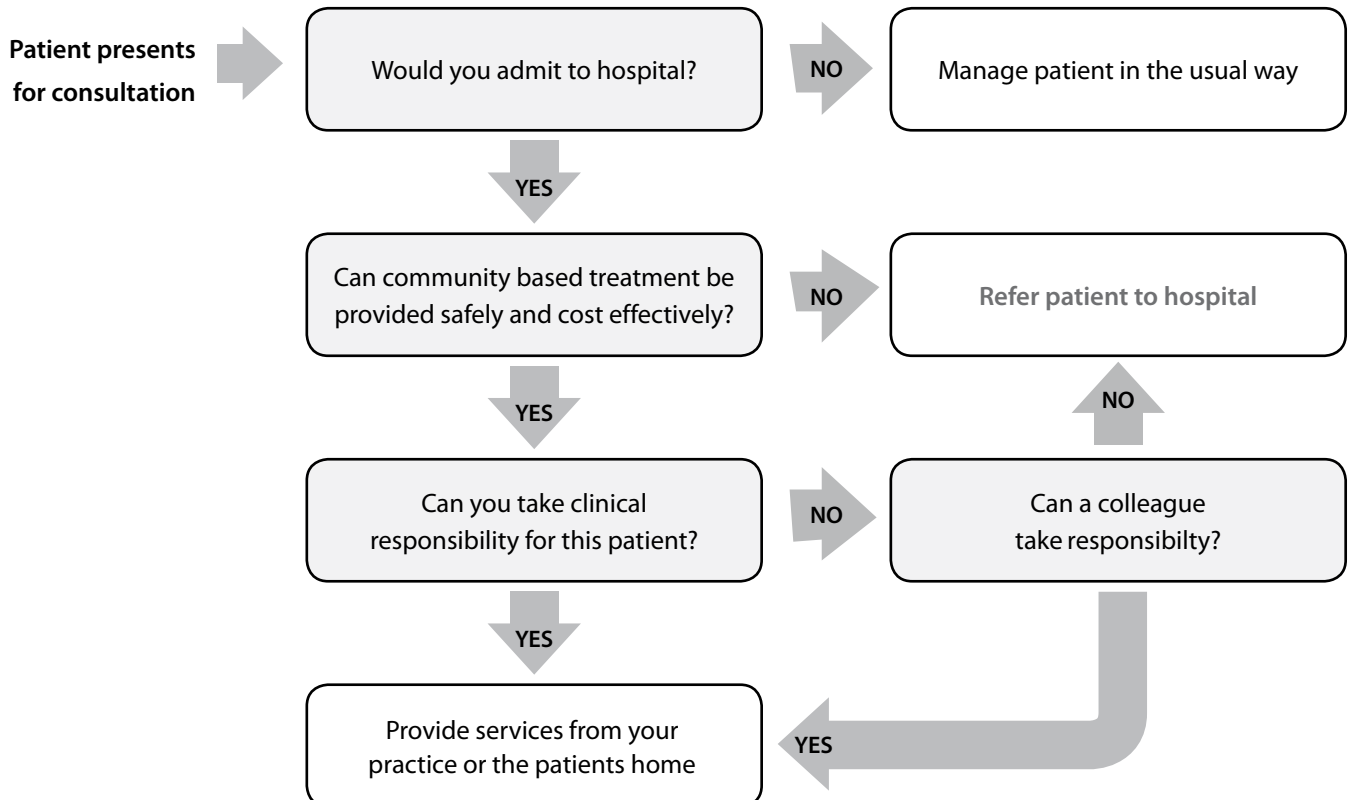 Patient presents
for consultation
Would you admit to hospital?
NO
Manage patient in the usual way
YES
Can community based treatment be
provided safely and cost effectively?
NO
Refer patient to hospital
YES
NO
Can you take clinical
responsibility for this patient?
NO
Can a colleague
take responsibilty?
YES
Provide services from your
practice or the patients home
YES